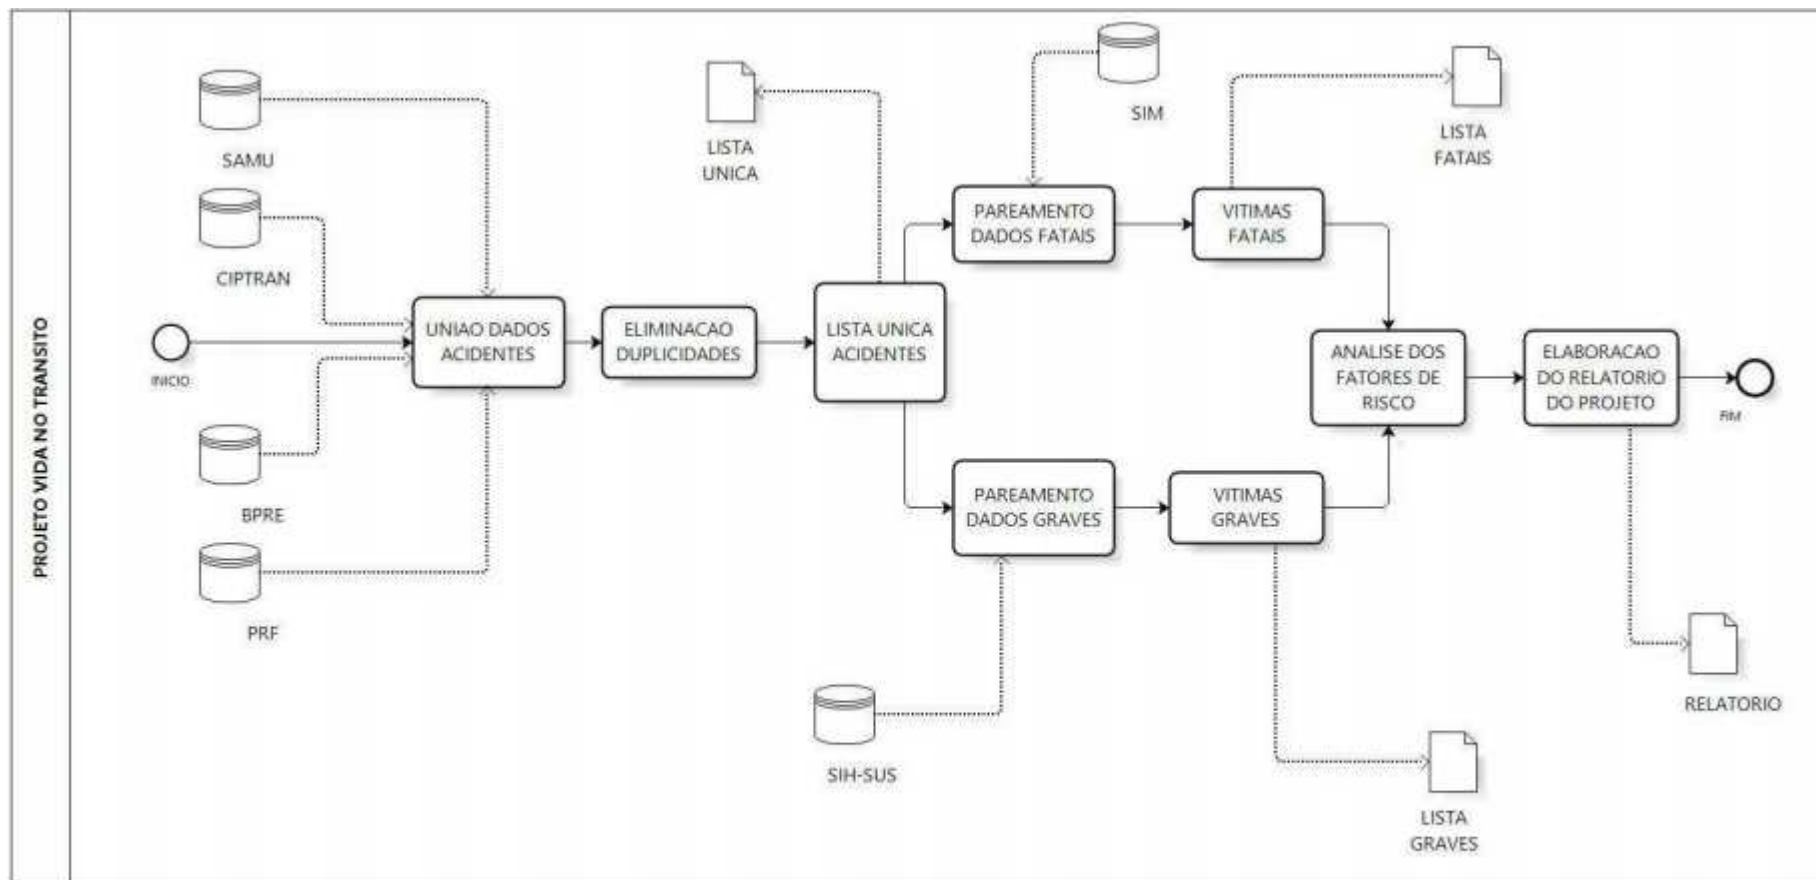 PROJETO VIDA NO TRANSITO
SAMU
CIPTRAN
INICIO
BPRE
PRF
UNIAO DADOS
ACIDENTES
ELIMINACAO
DUPLICIDADES
LISTA
UNICA
LISTA UNICA
ACIDENTES
SIM
PAREAMENTO
DADOS FATAIS
VITIMAS
FATAIS
LISTA
FATAIS
PAREAMENTO
DADOS GRAVES
VITIMAS
GRAVES
SIH-SUS
LISTA
GRAVES
ANALISE DOS
FATORES DE
RISCO
ELABORACAO
DO RELATORIO
DO PROJETO
FIM
RELATORIO